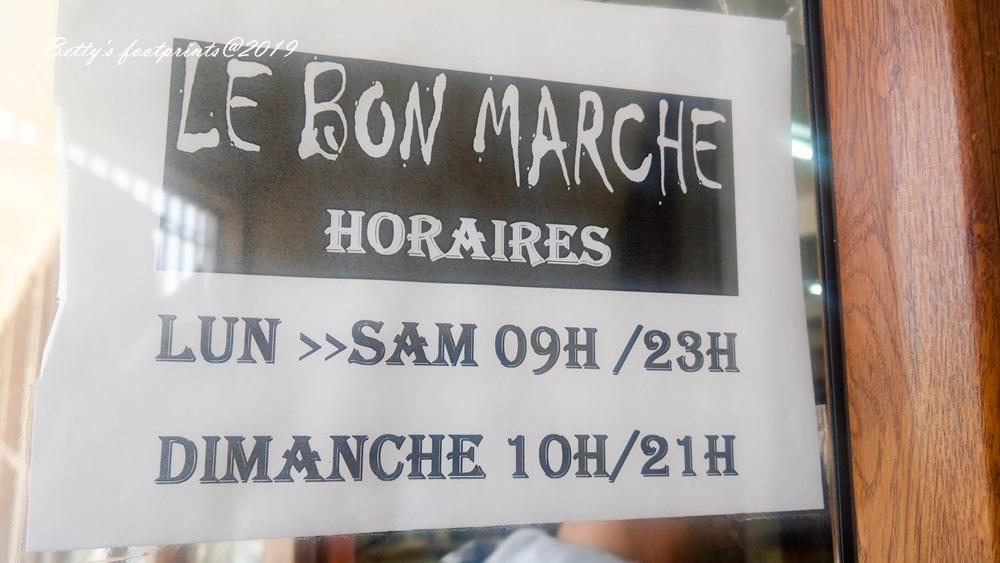 Betty's footprints@2019
LE BON MARCHE
HORAIRES
LUN >>SAM 09H /23H
DIMANCHE 10H/21H